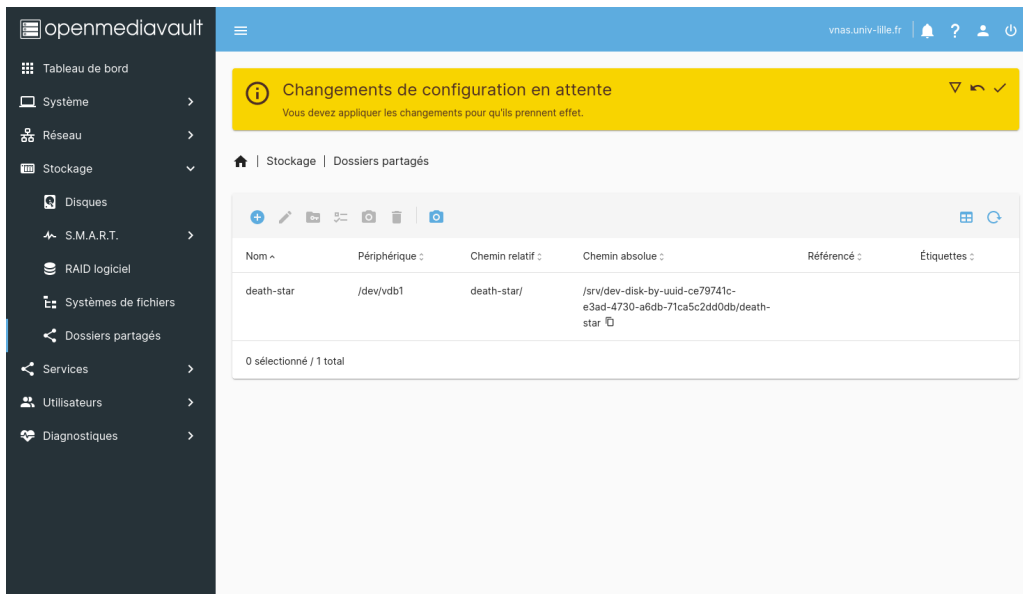 openmediavault
vnas.univ-lille.fr
Tableau de bord
Système
Réseau
Stockage
Disques
S.M.A.R.T.
RAID logiciel
Systèmes de fichiers
Dossiers partagés
Services
Utilisateurs
Diagnostiques
Changements de configuration en attente
Vous devez appliquer les changements pour qu'ils prennent effet.
| Stockage | Dossiers partagés
Nom Périphérique Chemin relatif Chemin absolue Référencé Étiquettes
death-star /dev/vdb1 death-star/ /srv/dev-disk-by-uuid-ce79741c-
e3ad-4730-a6db-71ca5c2dd0db/death-
star
0 sélectionné / 1 total